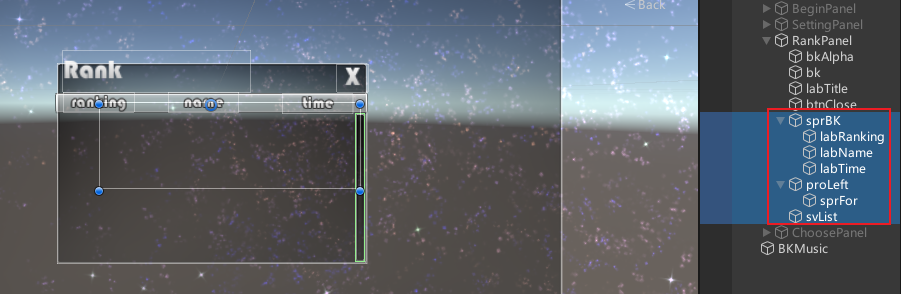 Back
Rank
X
ranking
name
time
BeginPanel
SettingPanel
RankPanel
bkAlpha
bk
labTitle
btnClose
sprBK
labRanking
labName
labTime
proLeft
sprFor
svList
ChoosePanel
BKMusic